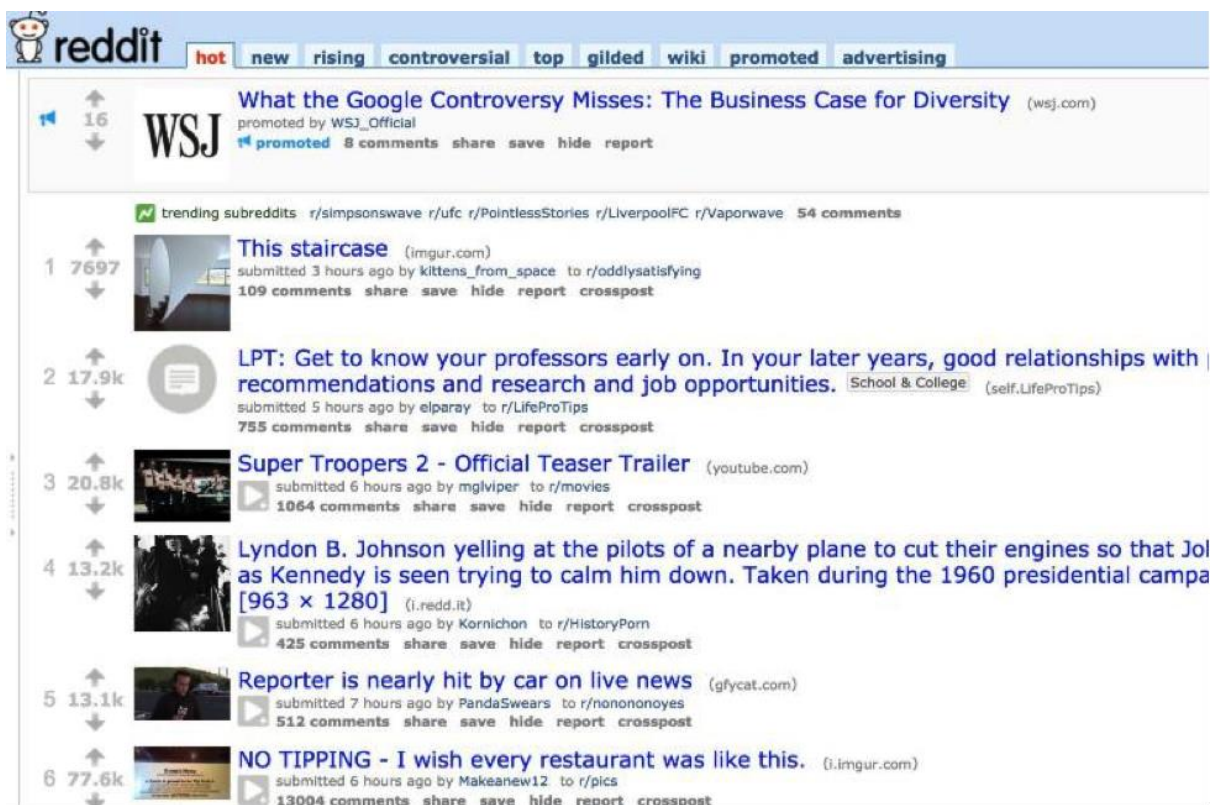 reddit hot new rising controversial top gilded wiki promoted advertising
What the Google Controversy Misses: The Business Case for Diversity (wsj.com)
16
WSJ
promoted by WSJ_Official
promoted 8 comments share save hide report
trending subreddits r/simpsonswave r/ufc r/PointlessStories r/LiverpoolFC r/Vaporwave 54 comments
This staircase (imgur.com)
1 7697
submitted 3 hours ago by kittens_from_space to r/oddlysatisfying
109 comments share save hide report crosspost
LPT: Get to know your professors early on. In your later years, good relationships with
2 17.9k
recommendations and research and job opportunities. School & College (self.LifeProTips)
submitted 5 hours ago by elparay to r/LifeProTips
755 comments share save hide report crosspost
Super Troopers 2 - Official Teaser Trailer (youtube.com)
3 20.8k
submitted 6 hours ago by mglviper to r/movies
1064 comments share save hide report crosspost
Lyndon B. Johnson yelling at the pilots of a nearby plane to cut their engines so that Jo
4 13.2k
as Kennedy is seen trying to calm him down. Taken during the 1960 presidential campa
[963 × 1280] (i.redd.it)
submitted 6 hours ago by Kornichon to r/HistoryPorn
425 comments share save hide report crosspost
Reporter is nearly hit by car on live news (gfycat.com)
5 13.1k
submitted 7 hours ago by PandaSwears to r/nonononoyes
512 comments share save hide report crosspost
NO TIPPING - I wish every restaurant was like this. (i.imgur.com)
6 77.6k
submitted 6 hours ago by Makeanew12 to r/pics
13004 comments share save hide report crosspost